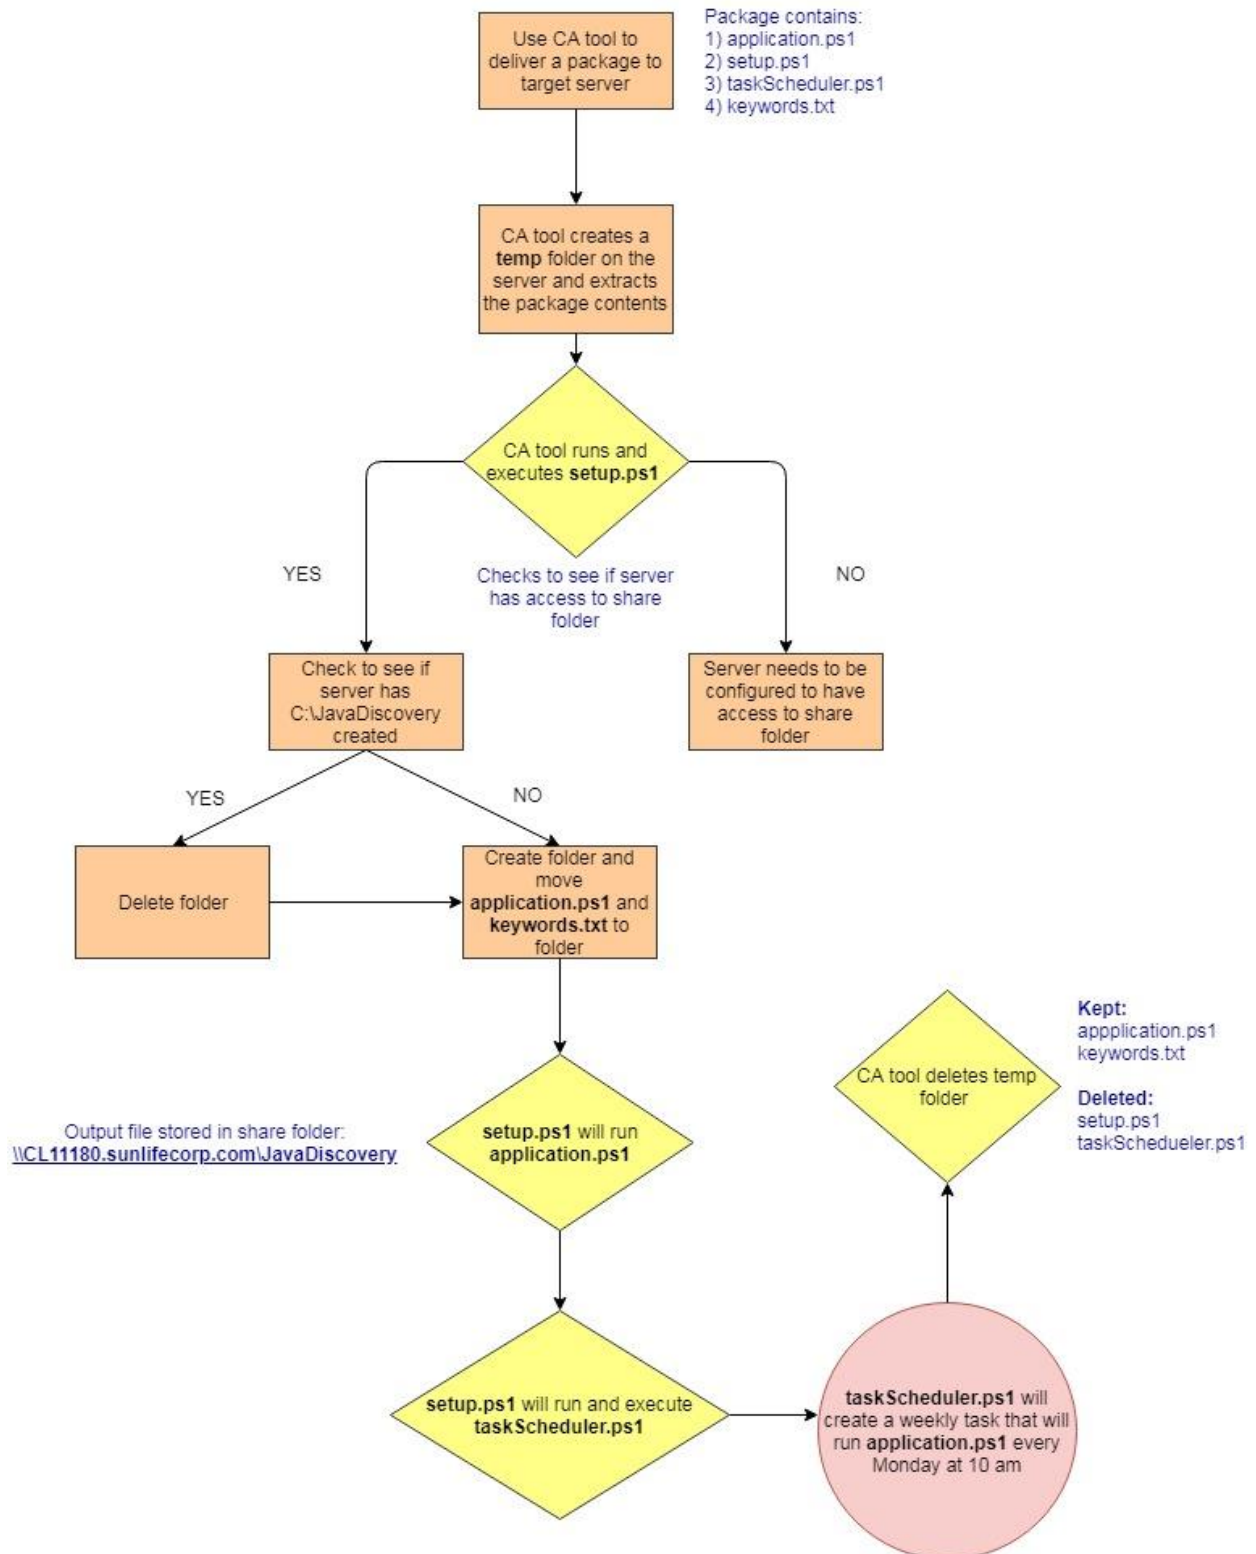 Use CA tool to
deliver a package to
target server
Package contains:
1) application.ps1
2) setup.ps1
3) taskScheduler.ps1
4) keywords.txt
CA tool creates a
temp folder on the
server and extracts
the package contents
CA tool runs and
executes setup.ps1
YES
Checks to see if server
has access to share
folder
NO
Check to see if
server has
C:\JavaDiscovery
created
Server needs to be
configured to have
access to share
folder
YES
NO
Delete folder
Create folder and
move
application.ps1 and
keywords.txt to
folder
Kept:
appplication.ps1
keywords.txt
CA tool deletes temp
folder
Deleted:
setup.ps1
taskSchedueler.ps1
Output file stored in share folder:
\\CL11180.sunlifecorp.com\JavaDiscovery
setup.ps1 will run
application.ps1
setup.ps1 will run and execute
taskScheduler.ps1
taskScheduler.ps1 will
create a weekly task that will
run application.ps1 every
Monday at 10 am